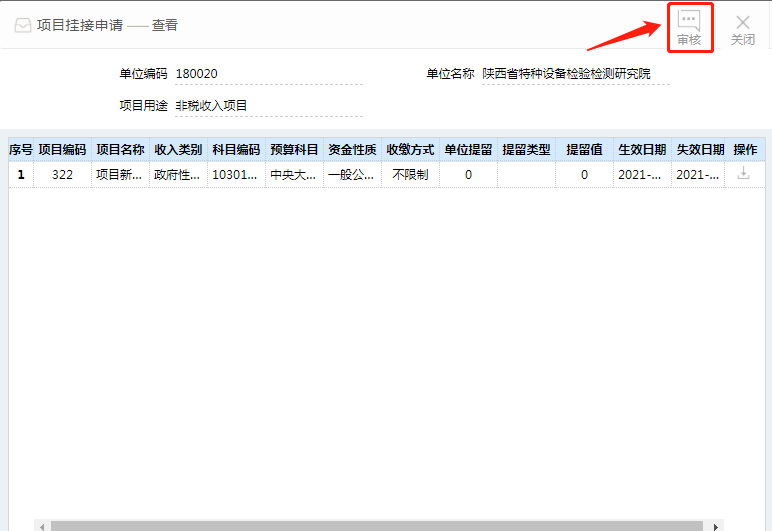 项目挂接申请 —— 查看
审核
关闭
单位编码 180020 单位名称 陕西省特种设备检验检测研究院
项目用途 非税收入项目
序号 项目编码 项目名称 收入类别 科目编码 预算科目 资金性质 收缴方式 单位提留 提留类型 提留值 生效日期 失效日期 操作
1 322 项目新... 政府性... 10301... 中央大... 一般公... 不限制 0 0 2021-... 2021-...